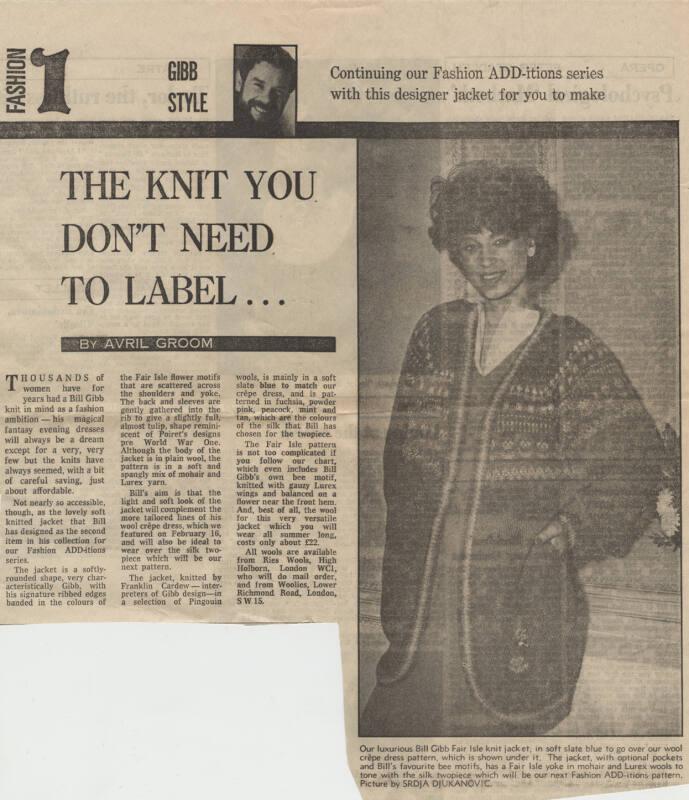 FASHION 1
GIBB
STYLE
Continuing our Fashion ADD-itions series
with this designer jacket for you to make
THE KNIT YOU
DON'T NEED
TO LABEL...
BY AVRIL GROOM
THOUSANDS of
women have for
years had a Bill Gibb
knit in mind as a fashion
ambition — his magical
fantasy evening dresses
will always be a dream
except for a very, very
few but the knits have
always seemed, with a bit
of careful saving, just
about affordable.
Not nearly so accessible,
though, as the lovely soft
knitted jacket that Bill
has designed as the second
item in his collection for
our Fashion ADD-itions
series.
The jacket is a softly-
rounded shape, very char-
acteristically Gibb, with
his signature ribbed edges
banded in the colours of
the Fair Isle flower motifs
that are scattered across
the shoulders and yoke.
The back and sleeves are
gently gathered into the
rib to give a slightly full,
almost tulip, shape remini-
scent of Poiret's designs
pre World War One.
Although the body of the
jacket is in plain wool, the
pattern is in a soft and
spangly mix of mohair and
Lurex yarn.
Bill's aim is that the
light and soft look of the
jacket will complement the
more tailored lines of his
wool crêpe dress, which we
featured on February 16,
and will also be ideal to
wear over the silk two-
piece which will be our
next pattern.
The jacket, knitted by
Franklin Cardew — inter-
preters of Gibb design — in
a selection of Pingouin
wools, is mainly in a soft
slate blue to match our
crêpe dress, and is pat-
terned in fuchsia, powder
pink, peacock, mint and
tan, which are the colours
of the silk that Bill has
chosen for the twopiece.
The Fair Isle pattern
is not too complicated if
you follow our chart,
which even includes Bill
Gibb's own bee motif,
knitted with gauzy Lurex
wings and balanced on a
flower near the front hem.
And, best of all, the wool
for this very versatile
jacket which you will
wear all summer long,
costs only about £22.
All wools are available
from Ries Wools, High
Holborn, London WC1,
who will do mail order,
and from Woolies, Lower
Richmond Road, London,
SW15.
Our luxurious Bill Gibb Fair Isle knit jacket, in soft slate blue to go over our wool
crêpe dress pattern, which is shown under it. The jacket, with optional pockets
and Bill's favourite bee motifs, has a Fair Isle yoke in mohair and Lurex wools to
tone with the silk twopiece which will be our next Fashion ADD-itions pattern.
Picture by SRDJA DJUKANOVIC.